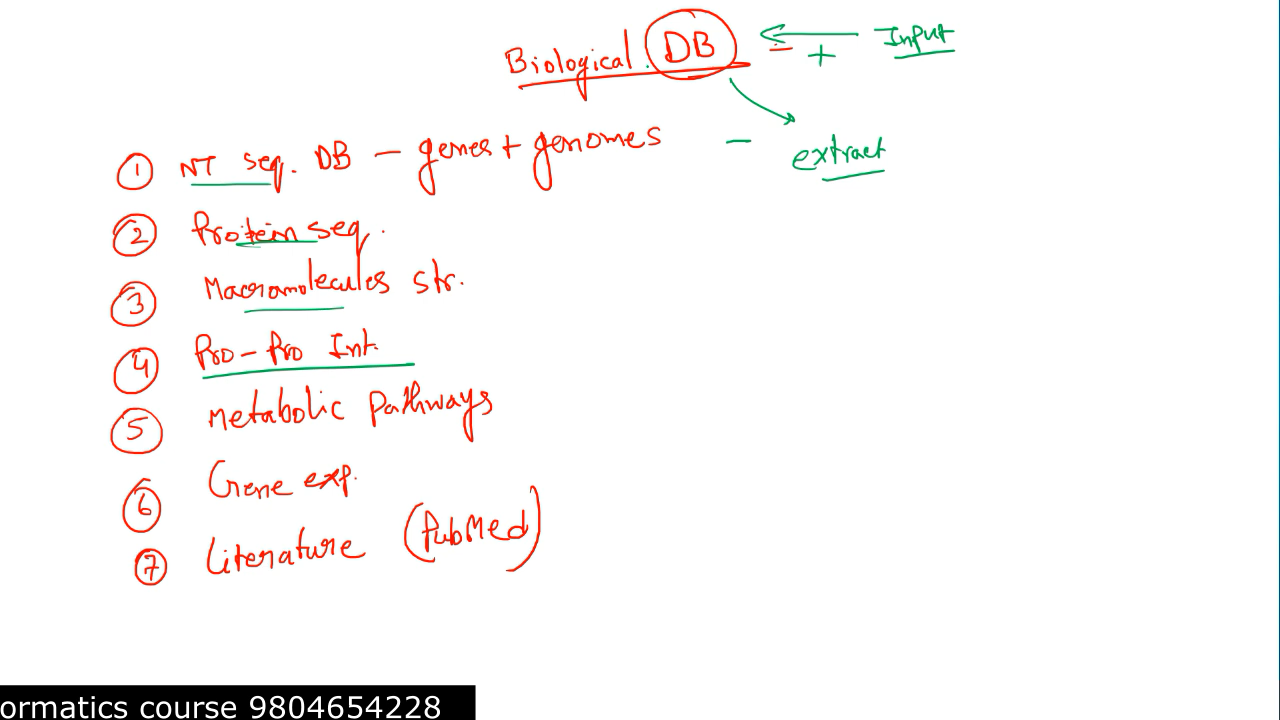 Biological DB ← + Input
- extract
① NT seq. DB - genes + genomes
② Protein seq.
③ Macromolecules str.
④ Pro-Pro Int.
⑤ Metabolic Pathways
⑥ Gene exp.
⑦ Literature (PubMed)
ormatics course 9804654228